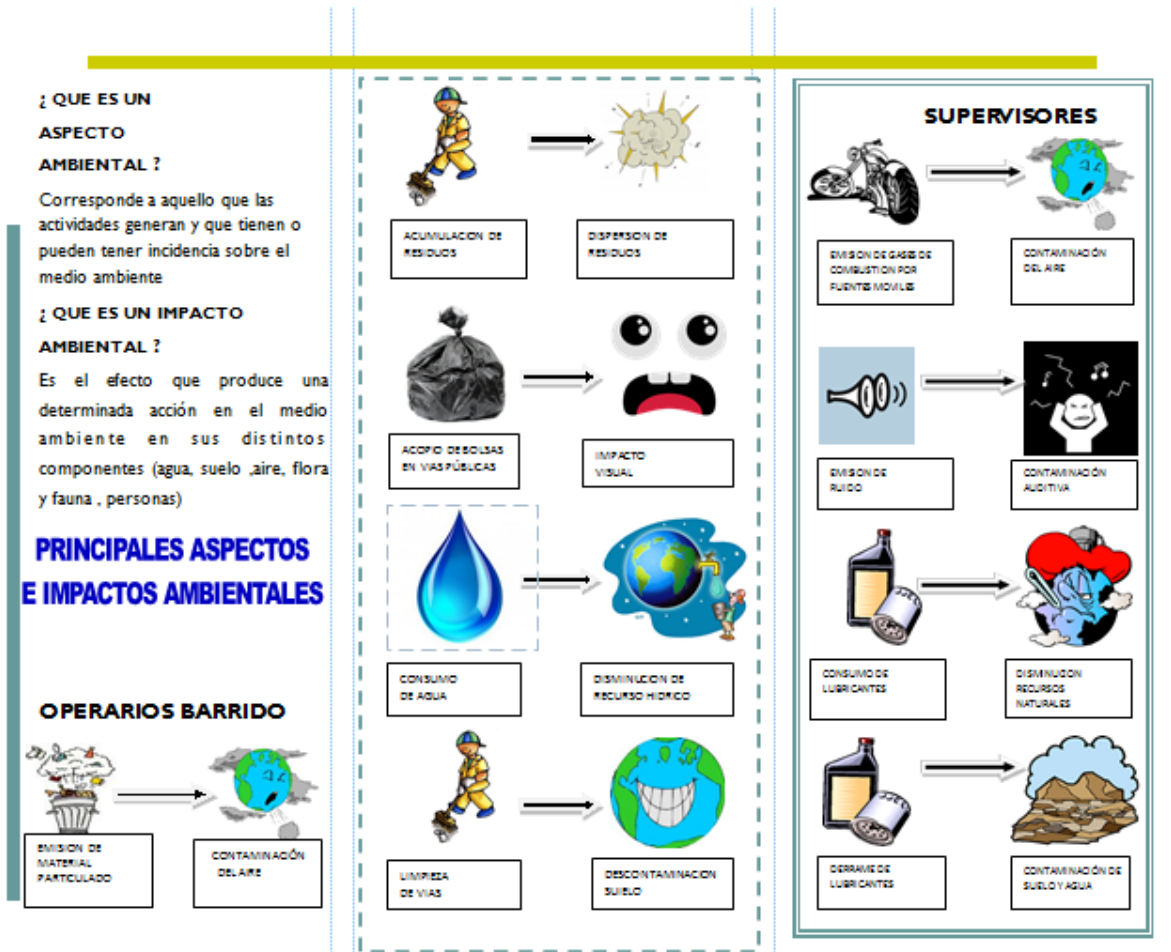 ¿ QUE ES UN
ASPECTO
AMBIENTAL ?
Corresponde a aquello que las
actividades generan y que tienen o
pueden tener incidencia sobre el
medio ambiente
¿ QUE ES UN IMPACTO
AMBIENTAL ?
Es el efecto que produce una
determinada acción en el medio
ambiente en sus distintos
componentes (agua, suelo ,aire, flora
y fauna , personas)
PRINCIPALES ASPECTOS
E IMPACTOS AMBIENTALES
OPERARIOS BARRIDO
EMISION DE
MATERIAL
PARTICULADO
CONTAMINACIÓN
DEL AIRE
ACUMULACION DE
RESIDUOS
DISPERSION DE
RESIDUOS
ACOPIO DE BOLSAS
EN VIAS PÚBLICAS
IMPACTO
VISUAL
CONSUMO
DE AGUA
DISMINUCION DE
RECURSO HIDRICO
LIMPIEZA
DE VIAS
DESCONTAMINACION
SUELO
SUPERVISORES
EMISION DE GASES DE
COMBUSTION POR
FUENTES MOVILES
CONTAMINACIÓN
DEL AIRE
EMISION DE
RUIDO
CONTAMINACIÓN
AUDITIVA
CONSUMO DE
LUBRICANTES
DISMINUCION
RECURSOS
NATURALES
DERRAME DE
LUBRICANTES
CONTAMINACIÓN DE
SUELO Y AGUA